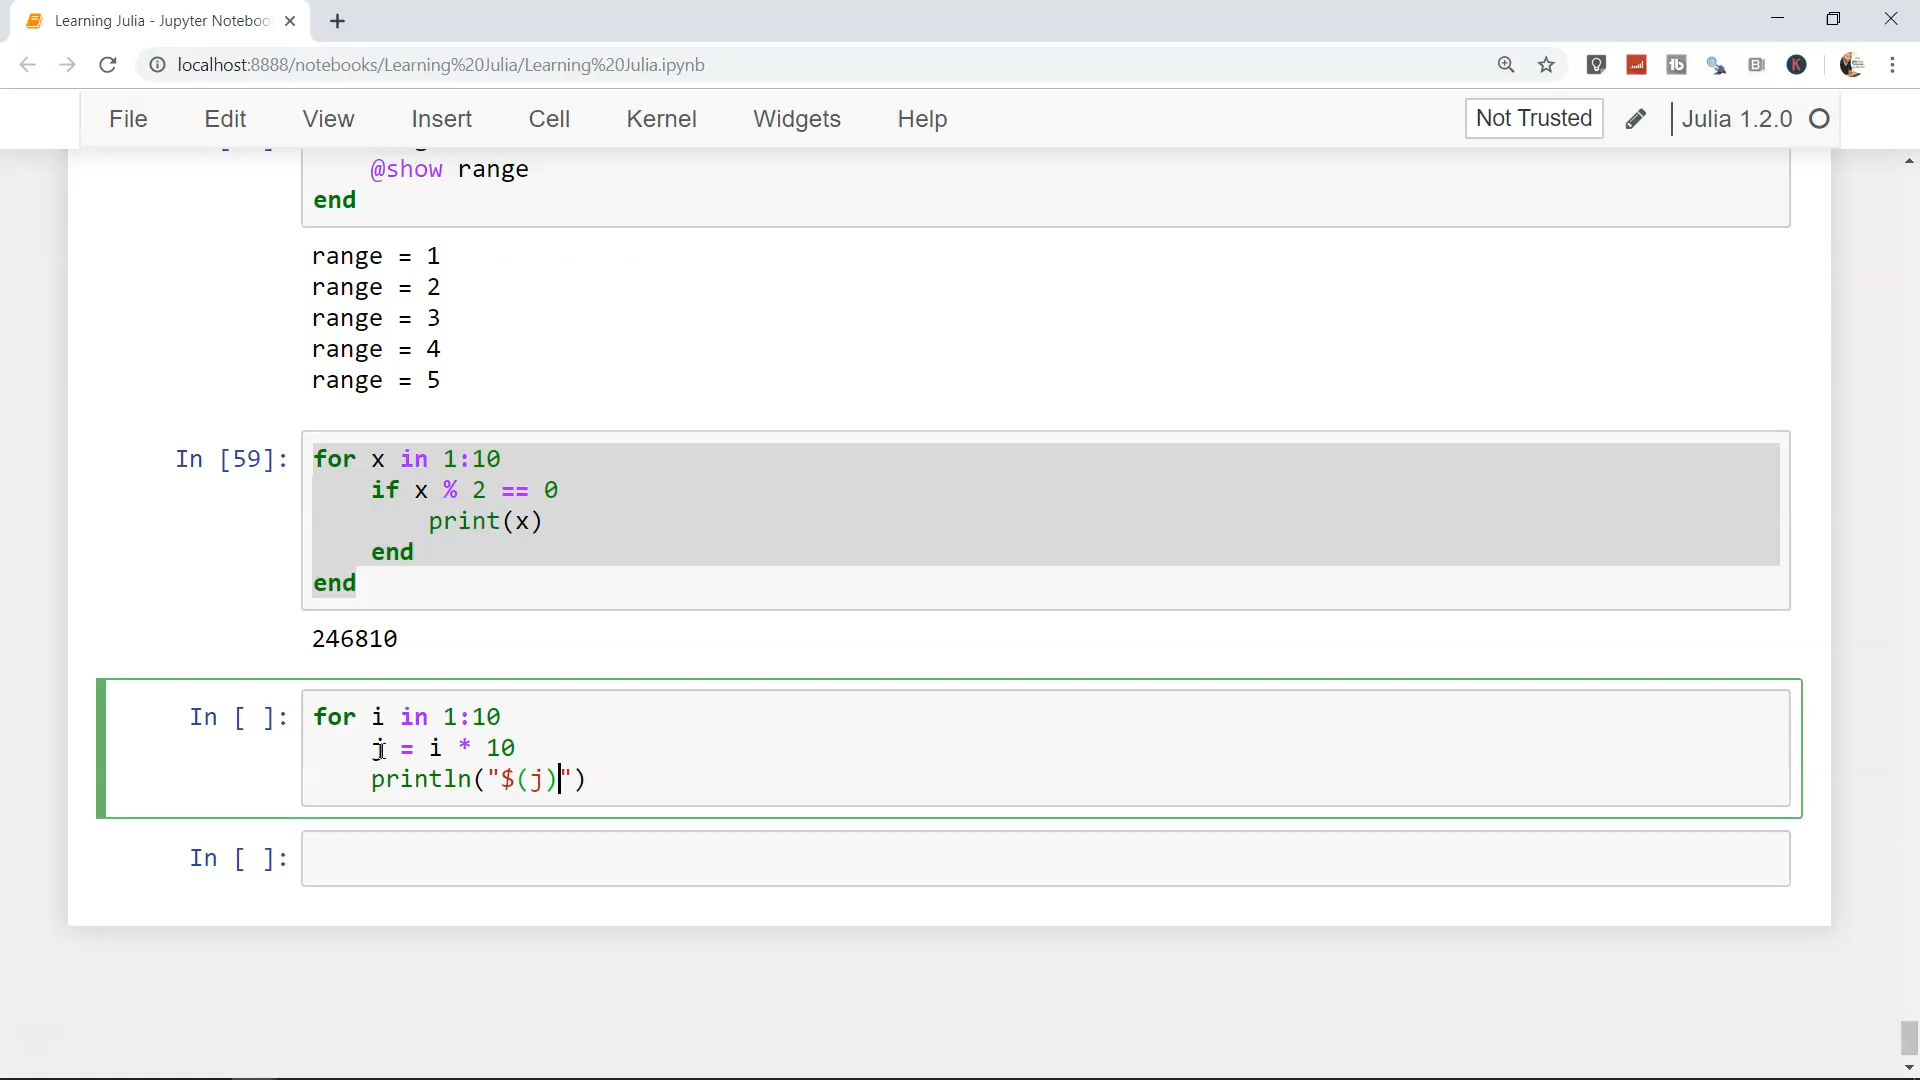 Learning Julia - Jupyter Noteboo
localhost:8888/notebooks/Learning%20Julia/Learning%20Julia.ipynb
File Edit View Insert Cell Kernel Widgets Help
Not Trusted
Julia 1.2.0
@show range
end
range = 1
range = 2
range = 3
range = 4
range = 5
In [59]:
for x in 1:10
if x % 2 == 0
print(x)
end
end
246810
In [ ]:
for i in 1:10
j = i * 10
println("$(j)")
In [ ]: